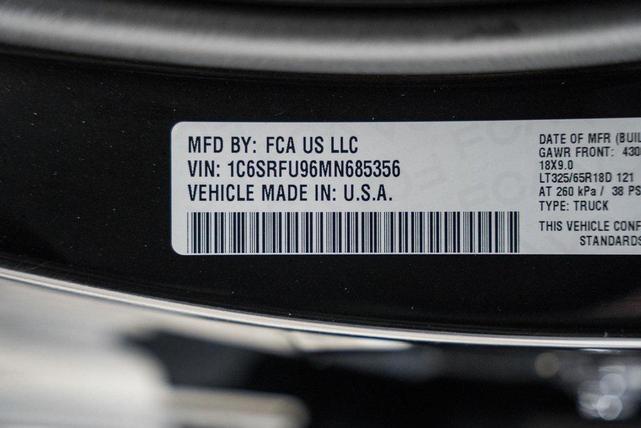 MFD BY: FCA US LLC
VIN: 1C6SRFU96MN685356
VEHICLE MADE IN: U.S.A.
DATE OF MFR (BUIL
GAWR FRONT: 430
18X9.0
LT325/65R18D 121
AT 260 kPa / 38 PS
TYPE: TRUCK
THIS VEHICLE CONF
STANDARDS